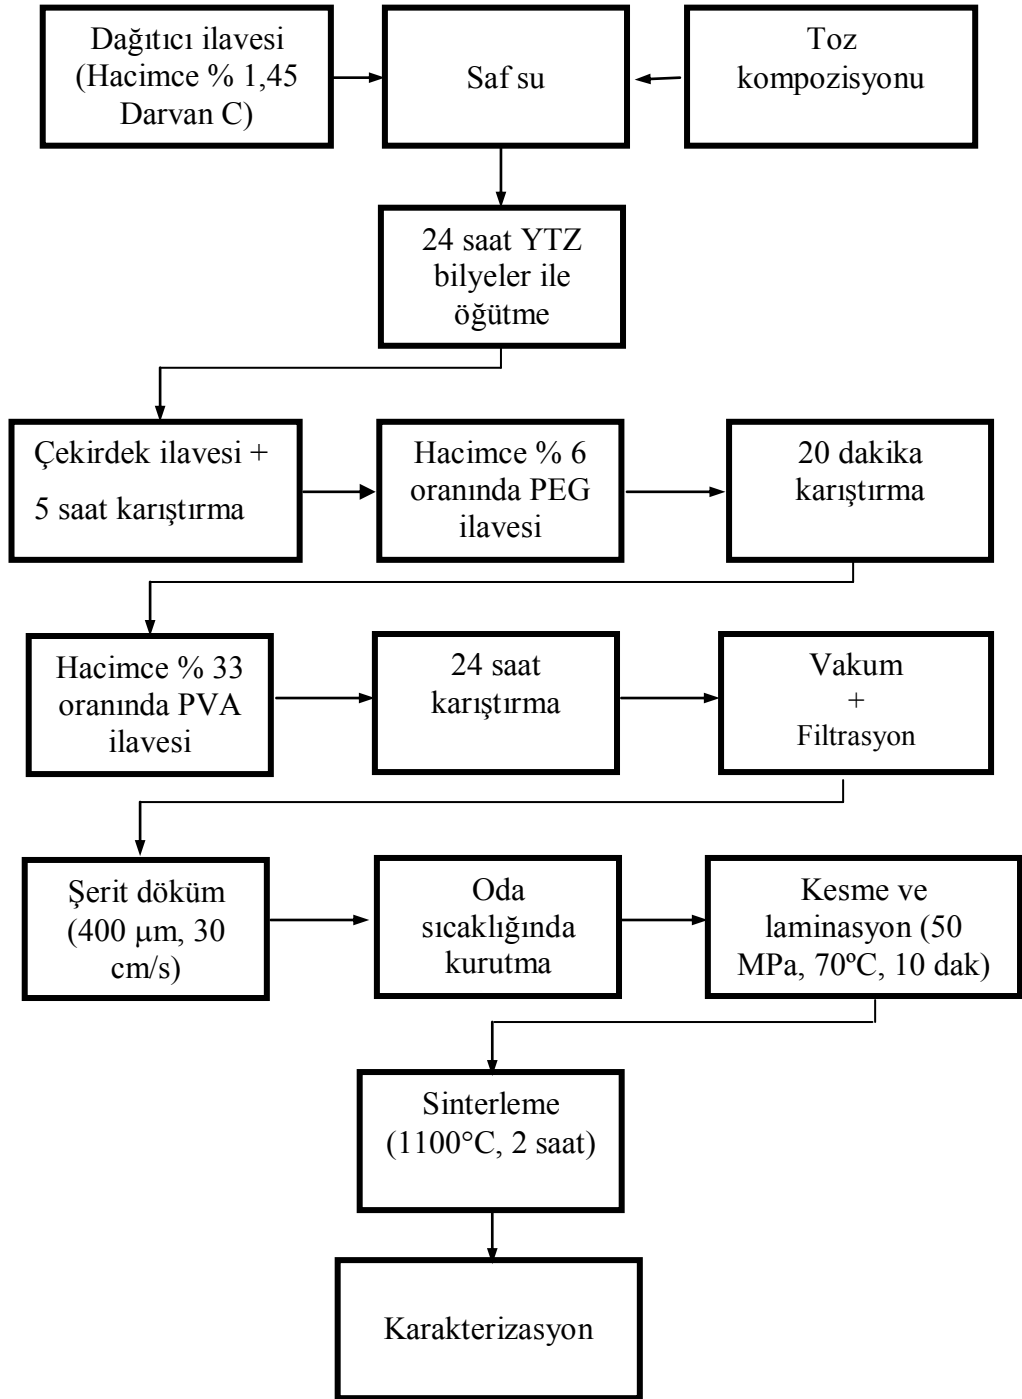 Dağıtıcı ilavesi
(Hacimce % 1,45
Darvan C)
Saf su
Toz
kompozisyonu
24 saat YTZ
bilyeler ile
öğütme
Çekirdek ilavesi +
5 saat karıştırma
Hacimce % 6
oranında PEG
ilavesi
20 dakika
karıştırma
Hacimce % 33
oranında PVA
ilavesi
24 saat
karıştırma
Vakum
+
Filtrasyon
Şerit döküm
(400 μm, 30
cm/s)
Oda
sıcaklığında
kurutma
Kesme ve
laminasyon (50
MPa, 70ºC, 10 dak)
Sinterleme
(1100°C, 2 saat)
Karakterizasyon